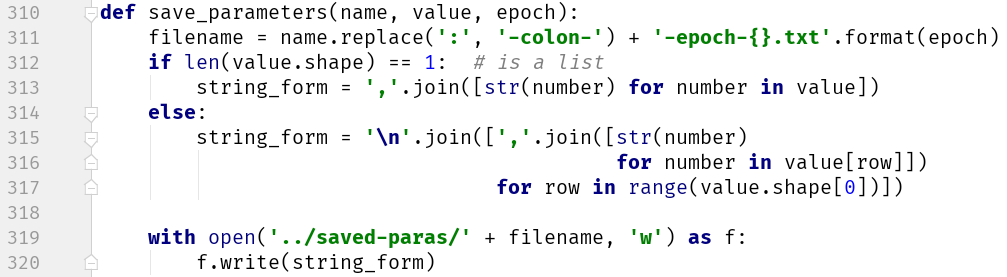 310 def save_parameters(name, value, epoch):
311     filename = name.replace(':', '-colon-') + '-epoch-{}.txt'.format(epoch)
312     if len(value.shape) == 1:  # is a list
313         string_form = ','.join([str(number) for number in value])
314     else:
315         string_form = '\n'.join([','.join([str(number)
316                                            for number in value[row]])
317                                  for row in range(value.shape[0])])
318
319     with open('../saved-paras/' + filename, 'w') as f:
320         f.write(string_form)